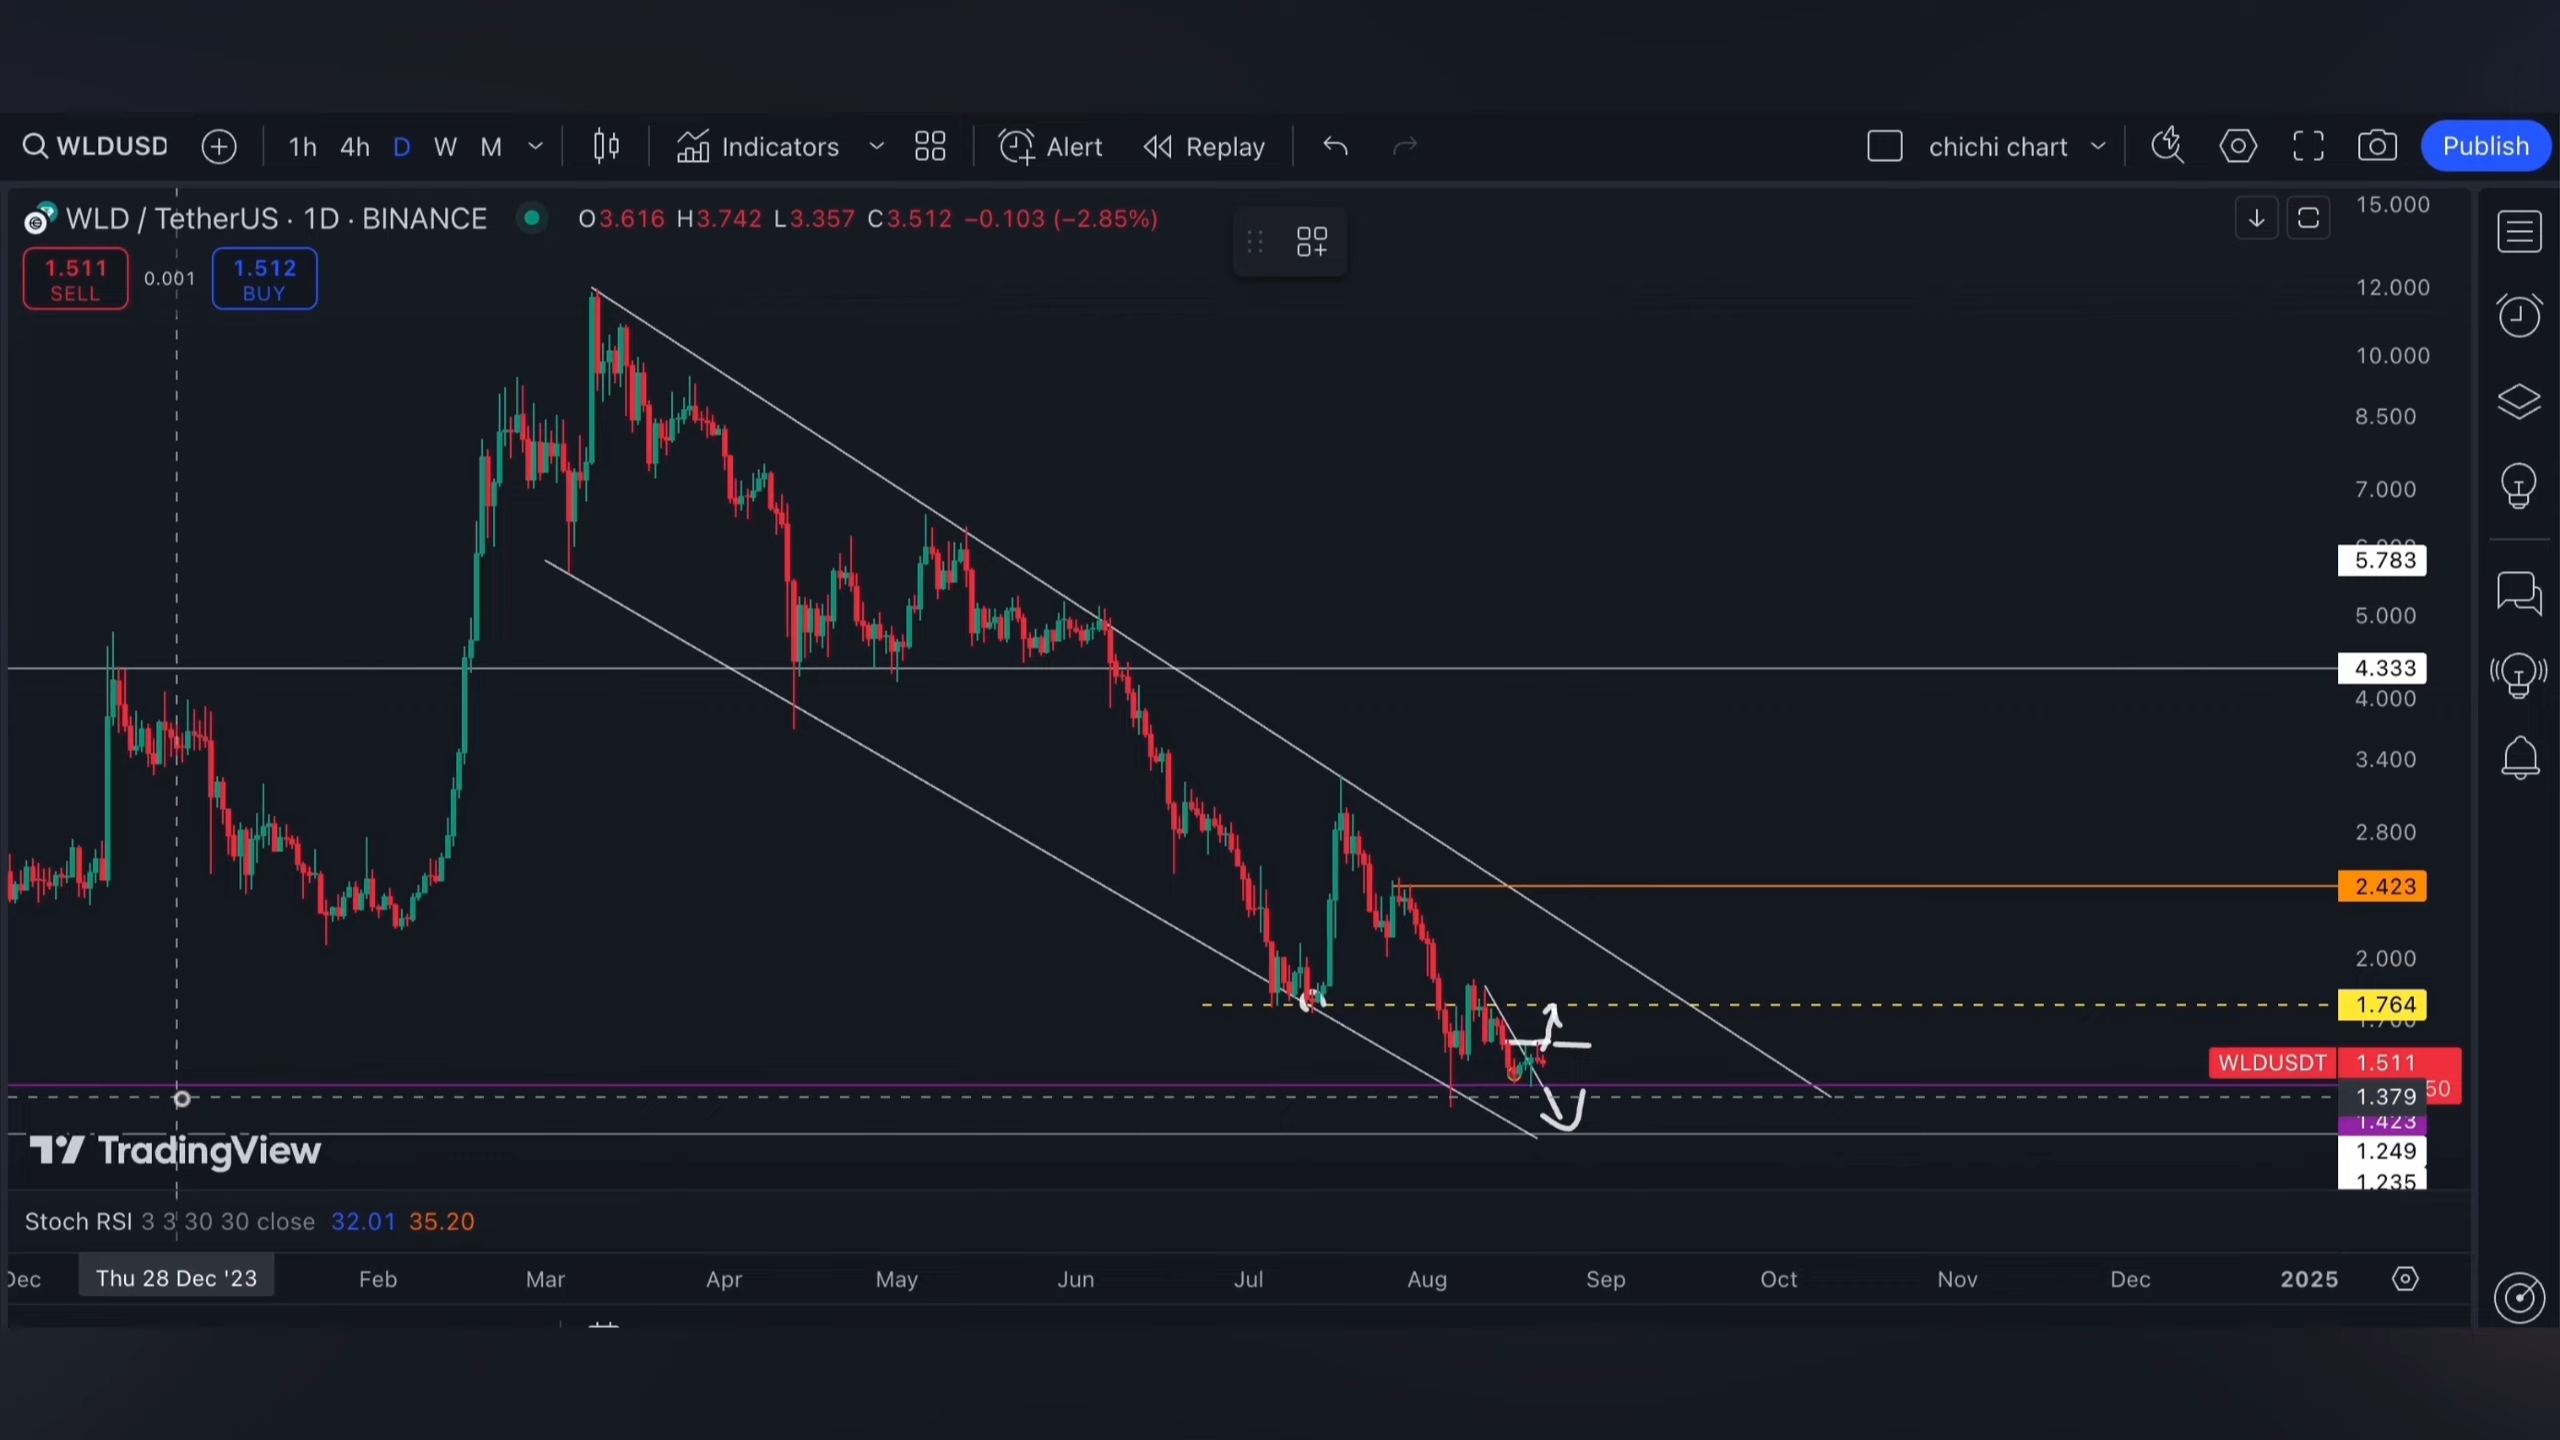 WLDUSD 1h 4h D W M Indicators Alert Replay chichi chart Publish
WLD / TetherUS · 1D · BINANCE O3.616 H3.742 L3.357 C3.512 −0.103 (−2.85%)
1.511 SELL 0.001 1.512 BUY
15.000
12.000
10.000
8.500
7.000
5.783
5.000
4.333
4.000
3.400
2.800
2.423
2.000
1.764
WLDUSDT 1.511
50
1.379
1.423
1.249
1.235
TradingView
Stoch RSI 3 3 30 30 close 32.01 35.20
Dec Thu 28 Dec '23 Feb Mar Apr May Jun Jul Aug Sep Oct Nov Dec 2025